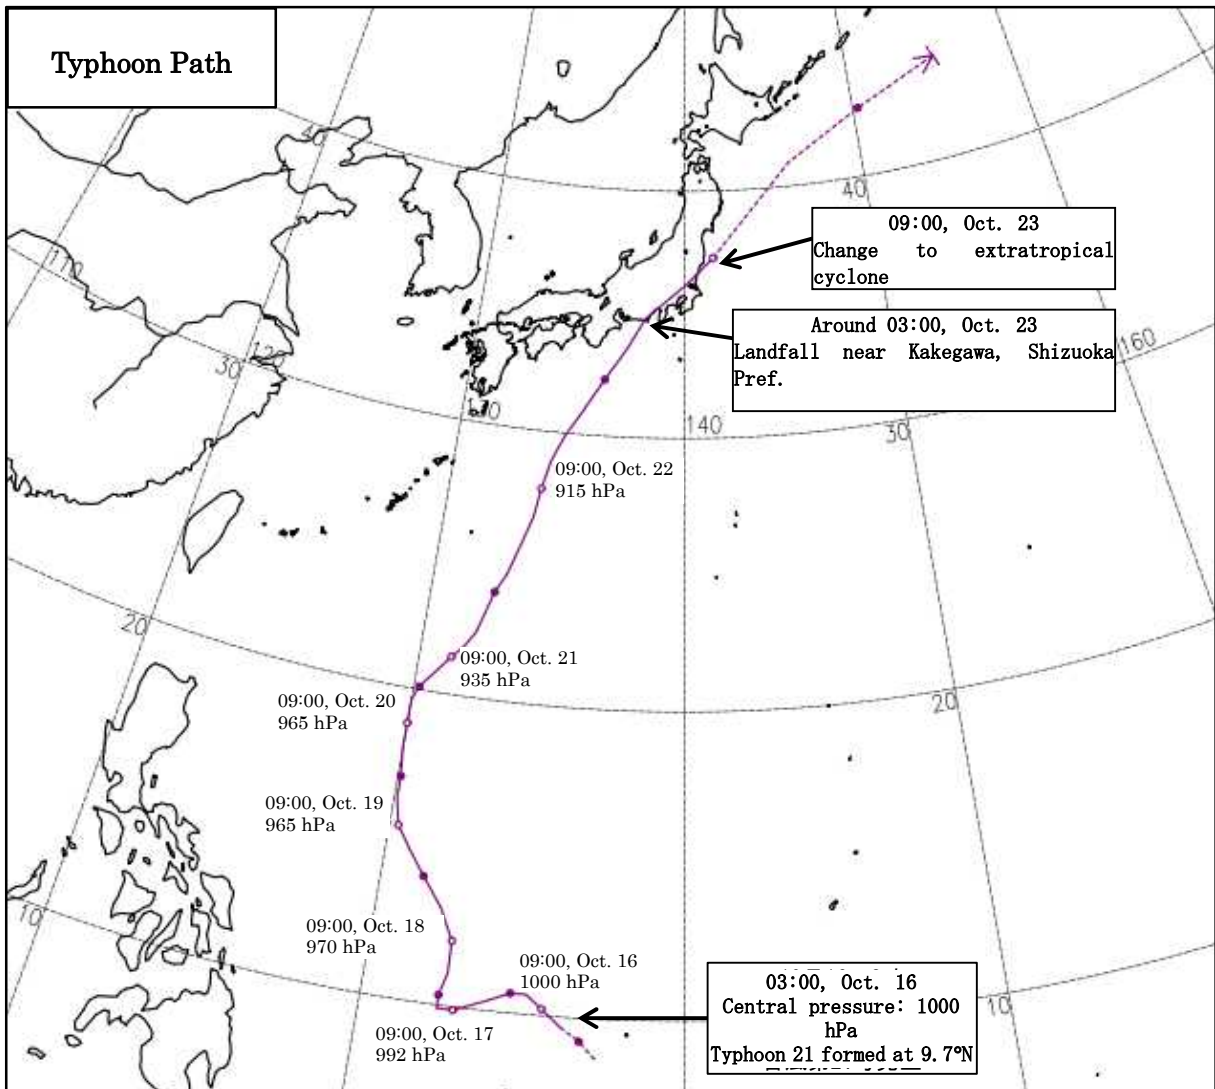 Typhoon Path
40
110
40
09:00, Oct. 23
Change to extratropical
cyclone
Around 03:00, Oct. 23
Landfall near Kakegawa, Shizuoka
Pref.
160
120
30
140
30
09:00, Oct. 22
915 hPa
20
09:00, Oct. 21
935 hPa
09:00, Oct. 20
965 hPa
20
09:00, Oct. 19
965 hPa
10
09:00, Oct. 18
970 hPa
09:00, Oct. 16
1000 hPa
03:00, Oct. 16
Central pressure: 1000
hPa
Typhoon 21 formed at 9.7°N
10
09:00, Oct. 17
992 hPa